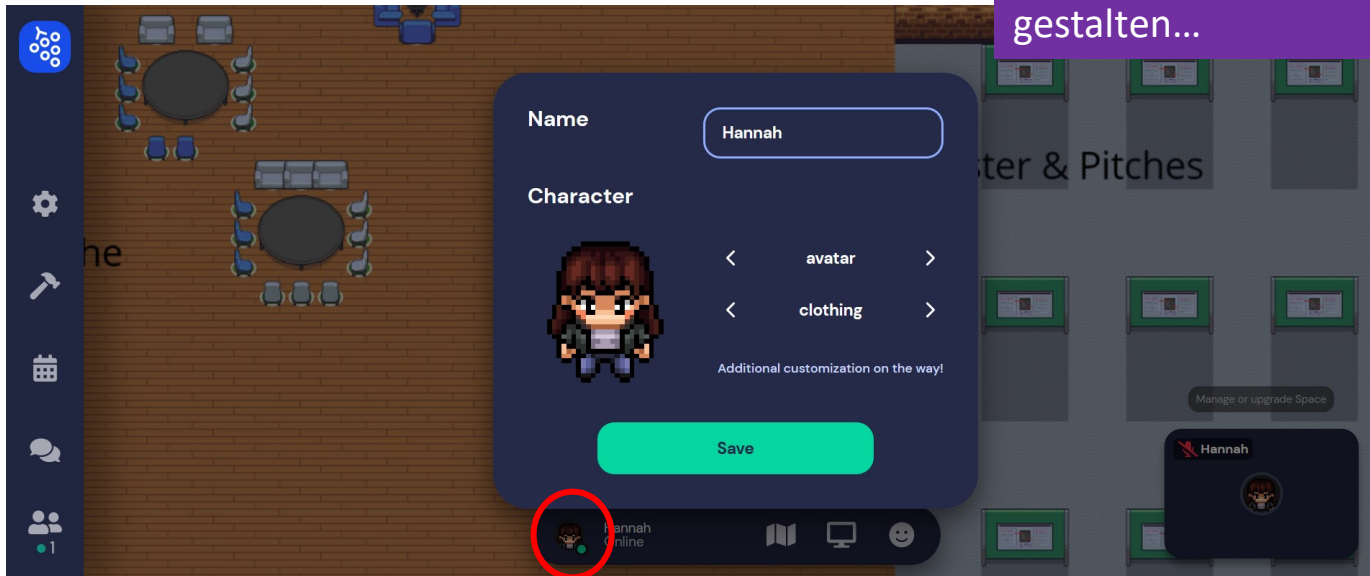 gestalten…
Name
Hannah
Character
avatar
clothing
Additional customization on the way!
Save
he
ter & Pitches
Manage or upgrade Space
Hannah
Hannah
Online
1